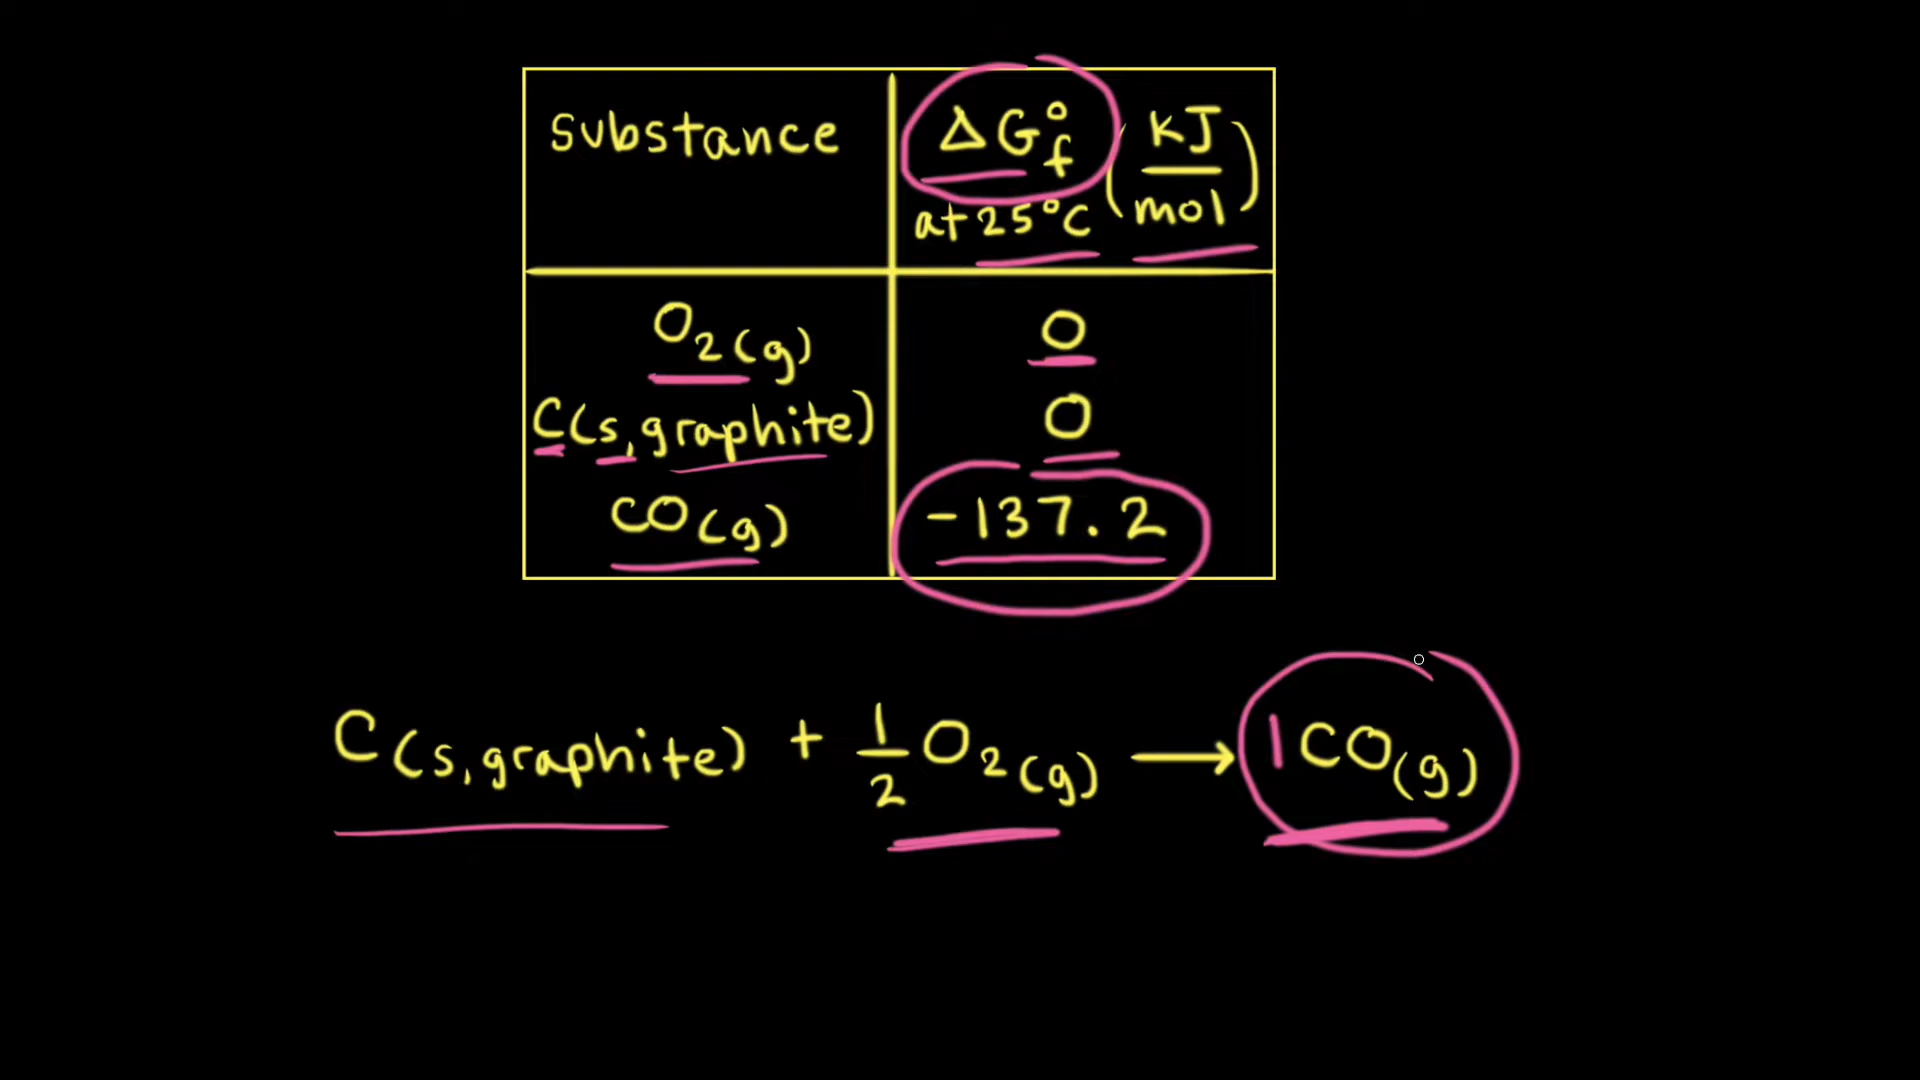 substance ΔG°f (kJ/mol)
at 25°C
O₂(g) 0
C(s, graphite) 0
CO(g) -137.2
C(s, graphite) + 1/2 O₂(g) → 1CO(g)